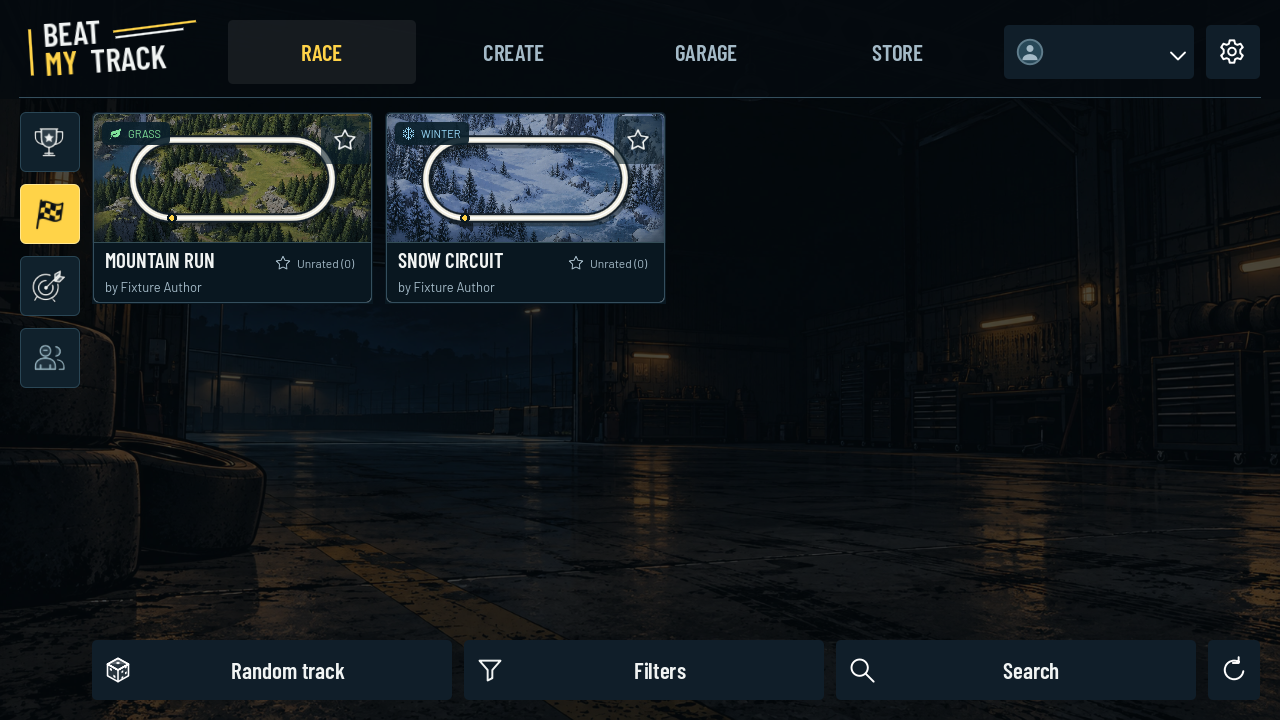 BEAT
MY TRACK
RACE
CREATE
GARAGE
STORE
GRASS
WINTER
MOUNTAIN RUN
Unrated (0)
by Fixture Author
SNOW CIRCUIT
Unrated (0)
by Fixture Author
Random track
Filters
Search